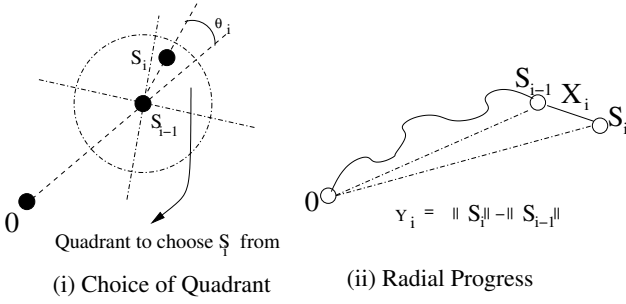 θ i
S i
S i-1
0
Quadrant to choose S i from
(i) Choice of Quadrant
S i-1
X i
S i
0
Y i = || S i || - || S i-1 ||
(ii) Radial Progress